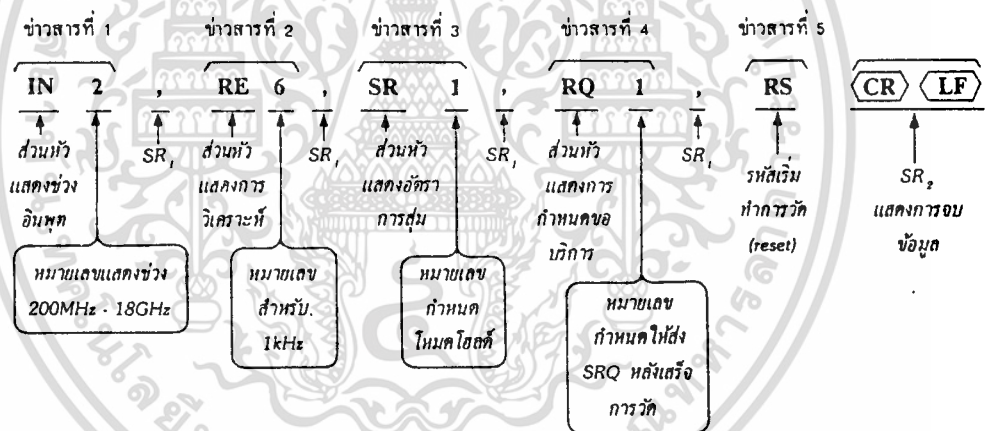 ข่าวสารที่ 1 ข่าวสารที่ 2 ข่าวสารที่ 3 ข่าวสารที่ 4 ข่าวสารที่ 5
IN 2 , RE 6 , SR 1 , RQ 1 , RS CR LF
ส่วนหัว
แสดงช่วง
อินพุต
SR1
ส่วนหัว
แสดงการ
วิเคราะห์
SR1
ส่วนหัว
แสดงอัตรา
การสุ่ม
SR1
ส่วนหัว
แสดงการ
กำหนดขอ
บริการ
SR1
รหัสเริ่ม
ทำการวัด
(reset)
SR2
แสดงการจบ
ข้อมูล
หมายเลขแสดงช่วง
200MHz - 18GHz
หมายเลข
สำหรับ.
1kHz
หมายเลข
กำหนด
โหมดโฮลด์
หมายเลข
กำหนดให้ส่ง
SRQ หลังเสร็จ
การวัด